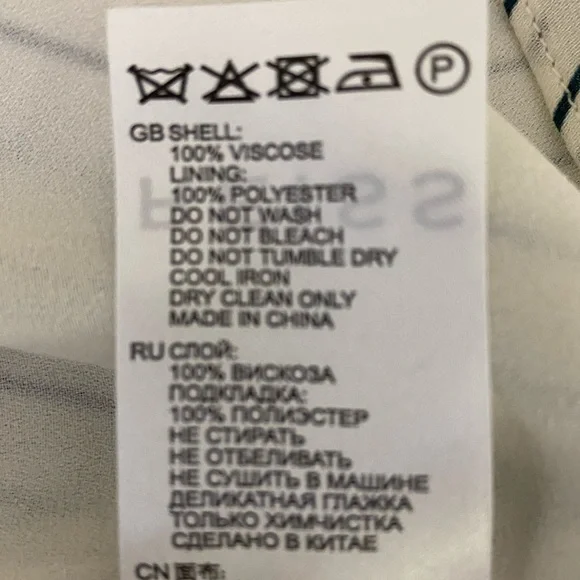 P
GB SHELL:
100% VISCOSE
LINING:
100% POLYESTER
DO NOT WASH
DO NOT BLEACH
DO NOT TUMBLE DRY
COOL IRON
DRY CLEAN ONLY
MADE IN CHINA
RU СЛОЙ:
100% ВИСКОЗА
ПОДКЛАДКА:
100% ПОЛИЭСТЕР
НЕ СТИРАТЬ
НЕ ОТБЕЛИВАТЬ
НЕ СУШИТЬ В МАШИНЕ
ДЕЛИКАТНАЯ ГЛАЖКА
ТОЛЬКО ХИМЧИСТКА
СДЕЛАНО В КИТАЕ
CN 面布: